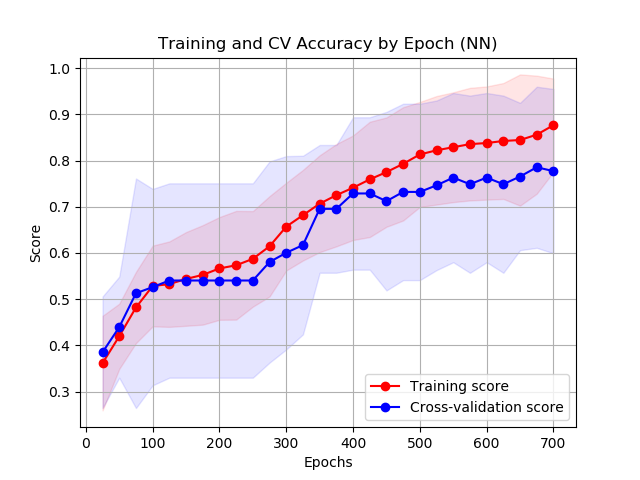 Training and CV Accuracy by Epoch (NN)
1.0
0.9
0.8
0.7
0.6
0.5
0.4
0.3
Score
Training score
Cross-validation score
0 100 200 300 400 500 600 700
Epochs